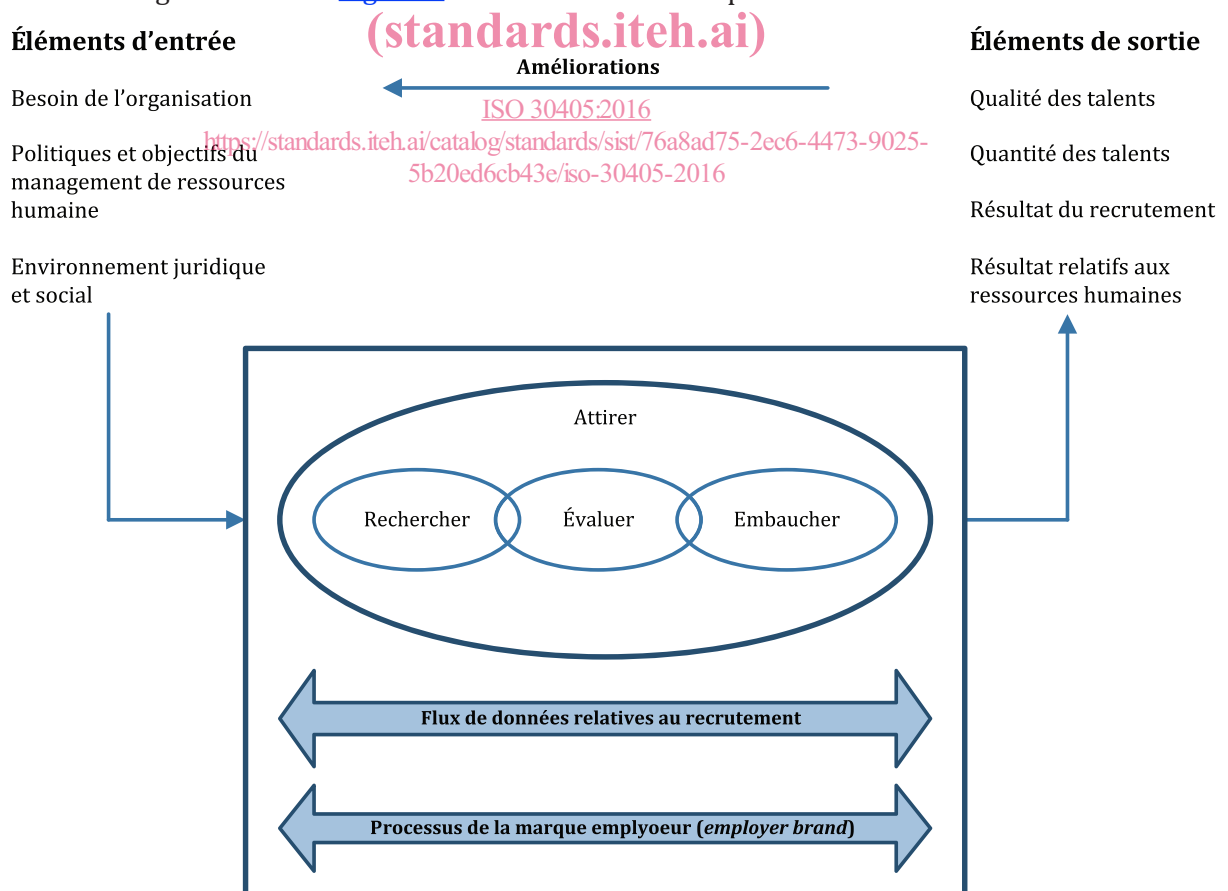 (standards.iteh.ai)
Éléments d'entrée
Améliorations
Éléments de sortie
Besoin de l'organisation
ISO 30405:2016
Qualité des talents
https://standards.iteh.ai/catalog/standards/sist/76a8ad75-2ec6-4473-9025-
5b20ed6cb43e/iso-30405-2016
Politiques et objectifs du
management de ressources
humaine
Quantité des talents
Résultat du recrutement
Environnement juridique
et social
Résultat relatifs aux
ressources humaines
Attirer
Rechercher
Évaluer
Embaucher
Flux de données relatives au recrutement
Processus de la marque emplyoeur (employer brand)